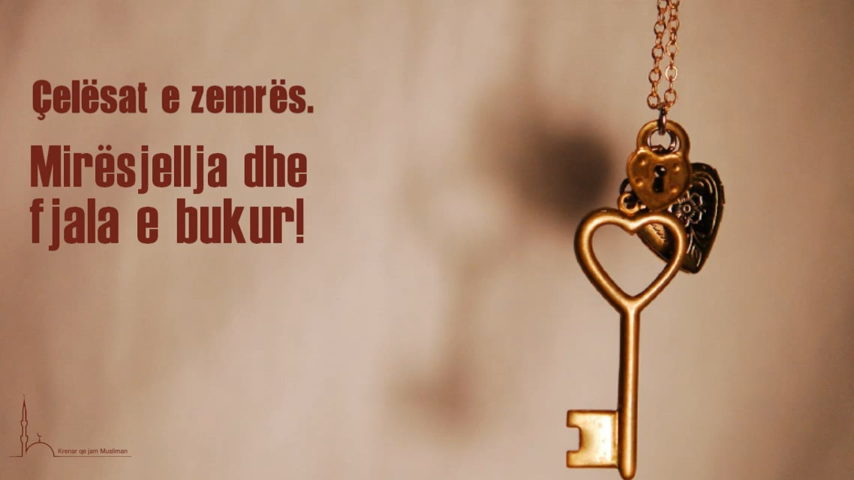 Çelësat e zemrës.
Mirësjellja dhe
fjala e bukur!
Krenar qe jam Musliman